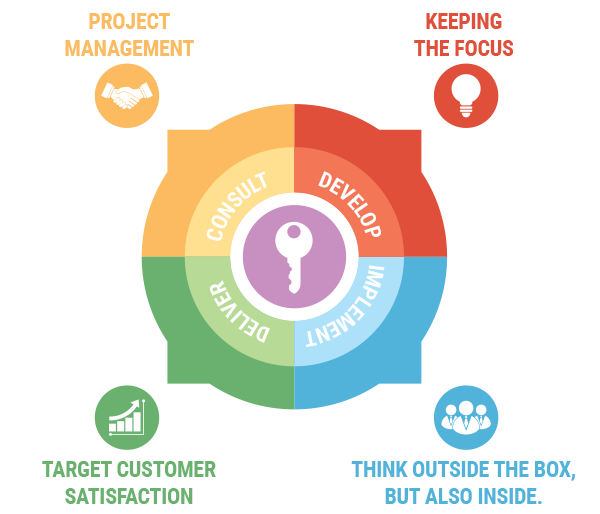 PROJECT
MANAGEMENT
KEEPING
THE FOCUS
CONSULT
DEVELOP
DELIVER
IMPLEMENT
TARGET CUSTOMER
SATISFACTION
THINK OUTSIDE THE BOX,
BUT ALSO INSIDE.